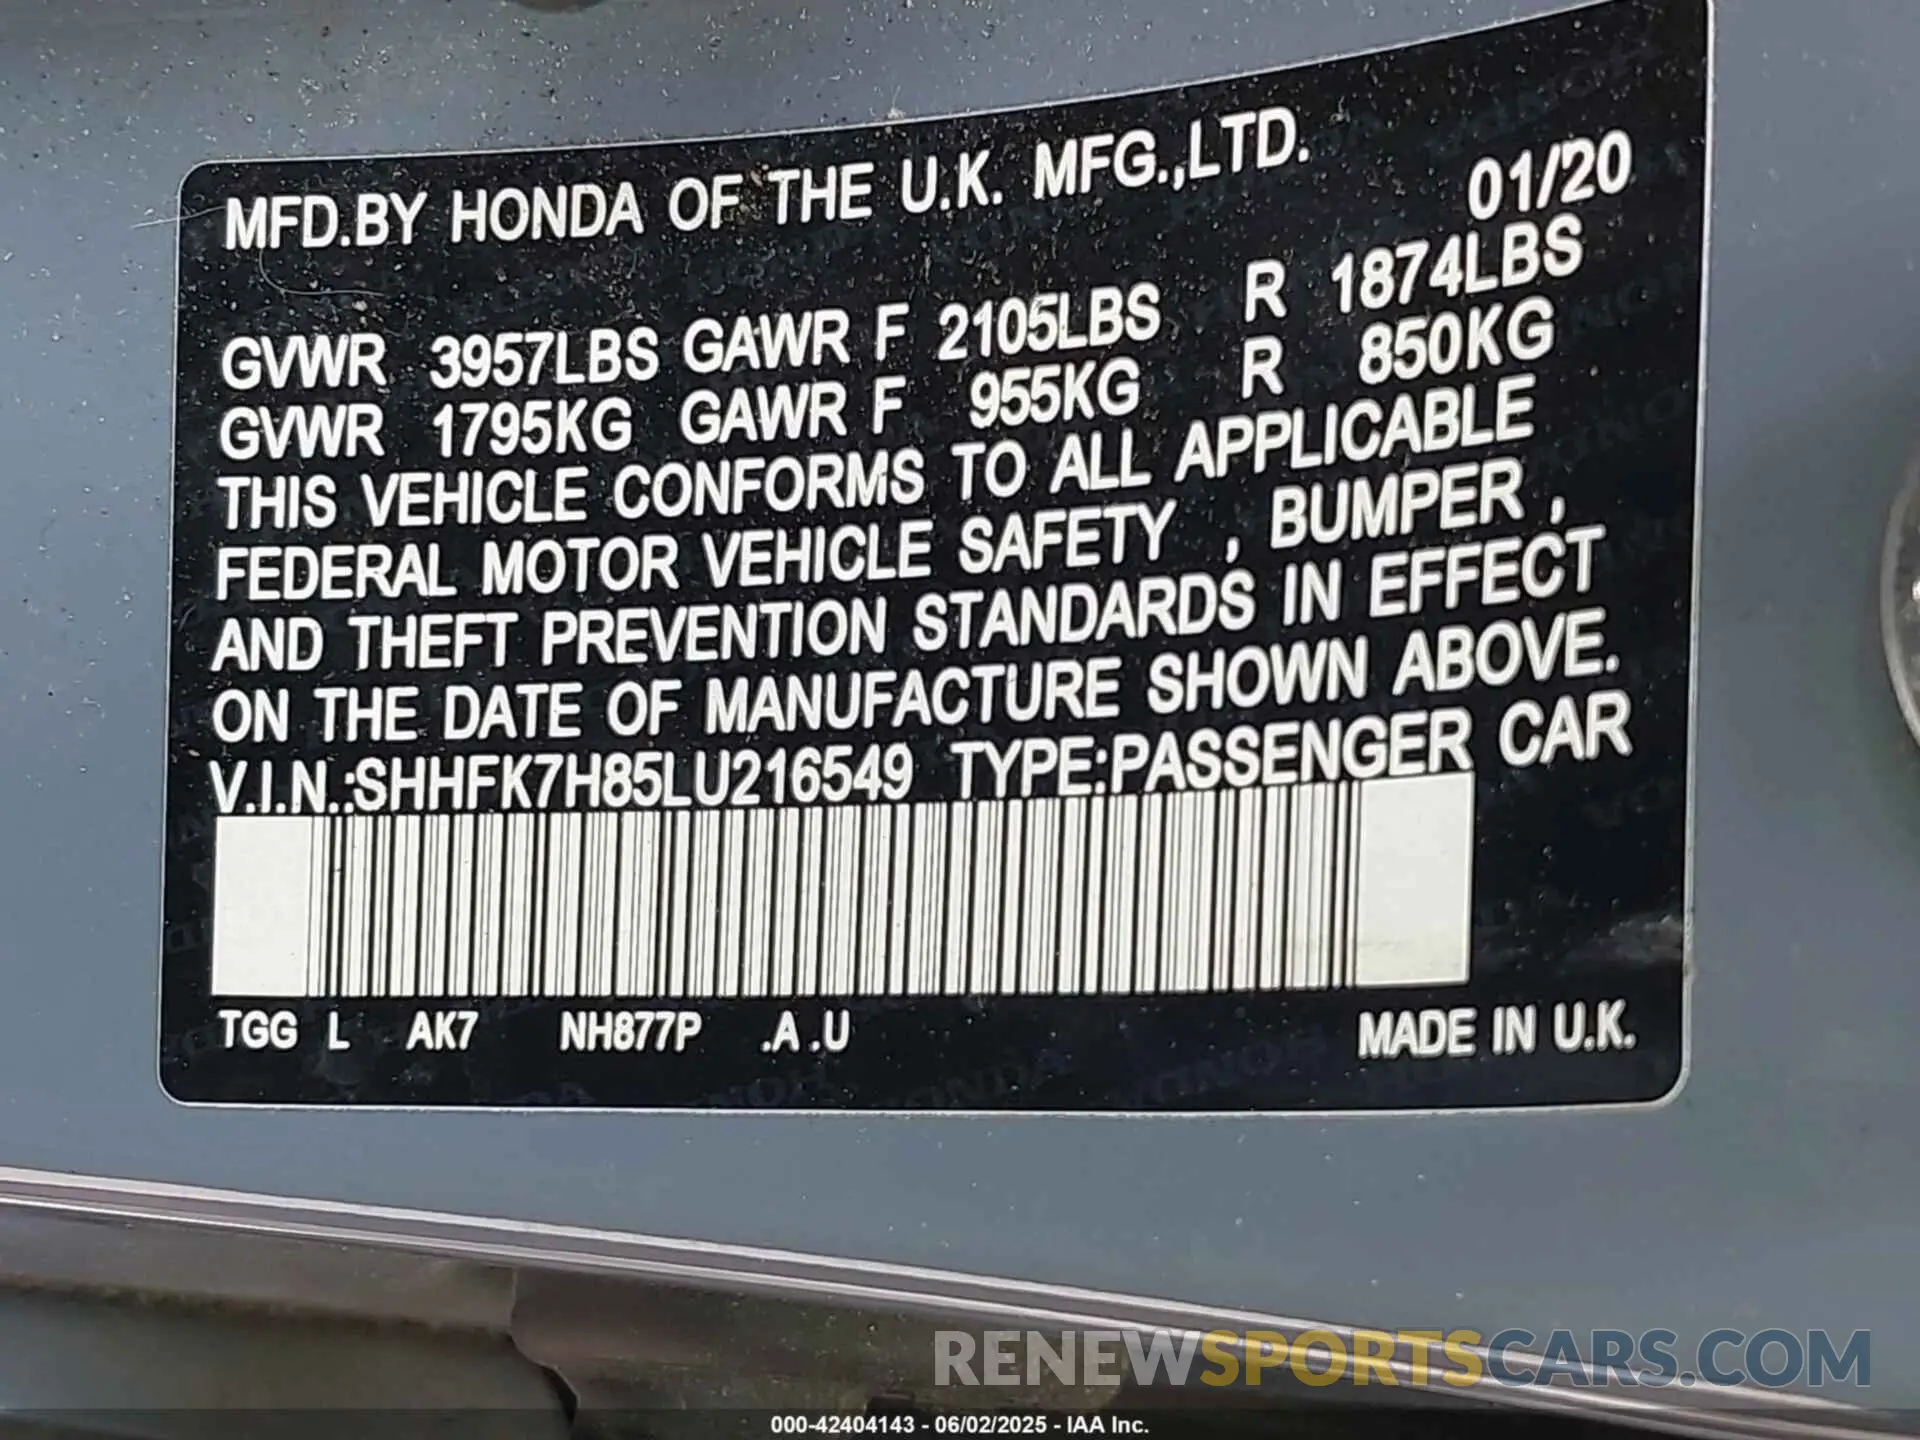 MFD.BY HONDA OF THE U.K. MFG.,LTD.
01/20
GVWR 3957LBS GAWR F 2105LBS R 1874LBS
GVWR 1795KG GAWR F 955KG R 850KG
THIS VEHICLE CONFORMS TO ALL APPLICABLE
FEDERAL MOTOR VEHICLE SAFETY , BUMPER ,
AND THEFT PREVENTION STANDARDS IN EFFECT
ON THE DATE OF MANUFACTURE SHOWN ABOVE.
V.I.N.:SHHFK7H85LU216549 TYPE:PASSENGER CAR
TGG L AK7 NH877P .A .U MADE IN U.K.
RENEWSPORTSCARS.COM
000-42404143 - 06/02/2025 - IAA Inc.